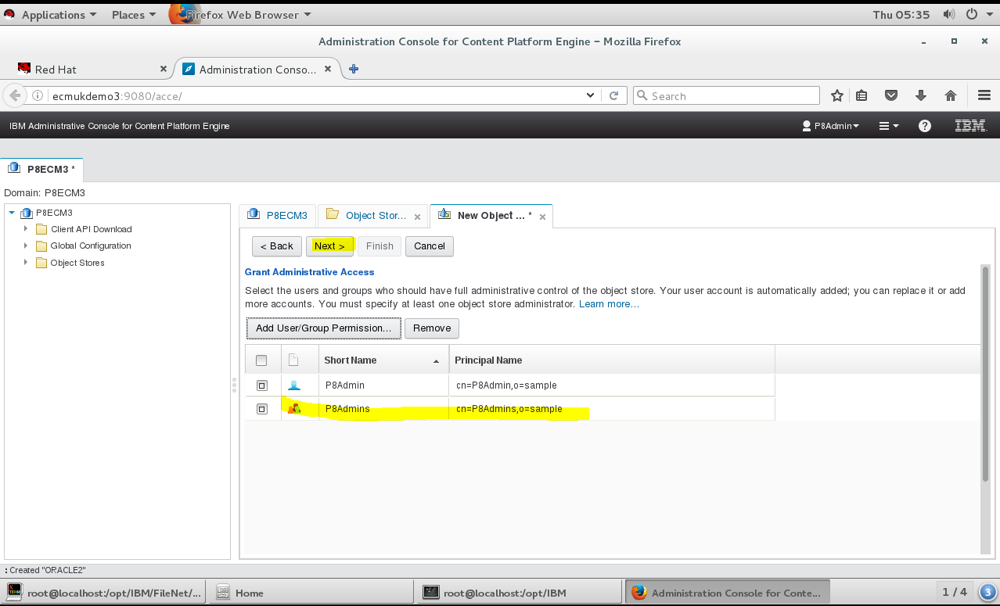 Applications Places Firefox Web Browser Thu 05:35
Administration Console for Content Platform Engine – Mozilla Firefox
Red Hat Administration Conso...
ecmukdemo3:9080/acce/ Search
IBM Administrative Console for Content Platform Engine P8Admin ? IBM.
P8ECM3 *
Domain: P8ECM3
P8ECM3
Client API Download
Global Configuration
Object Stores
P8ECM3 Object Stor... New Object ... *
< Back Next > Finish Cancel
Grant Administrative Access
Select the users and groups who should have full administrative control of the object store. Your user account is automatically added; you can replace it or add
more accounts. You must specify at least one object store administrator. Learn more...
Add User/Group Permission... Remove
Short Name Principal Name
P8Admin cn=P8Admin,o=sample
P8Admins cn=P8Admins,o=sample
: Created "ORACLE2"
root@localhost:/opt/IBM/FileNet/... Home root@localhost:/opt/IBM Administration Console for Conte... 1 / 4 3